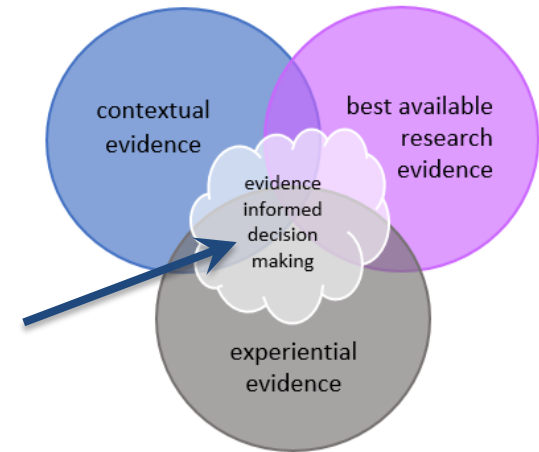 contextual
evidence
best available
research
evidence
evidence
informed
decision
making
experiential
evidence